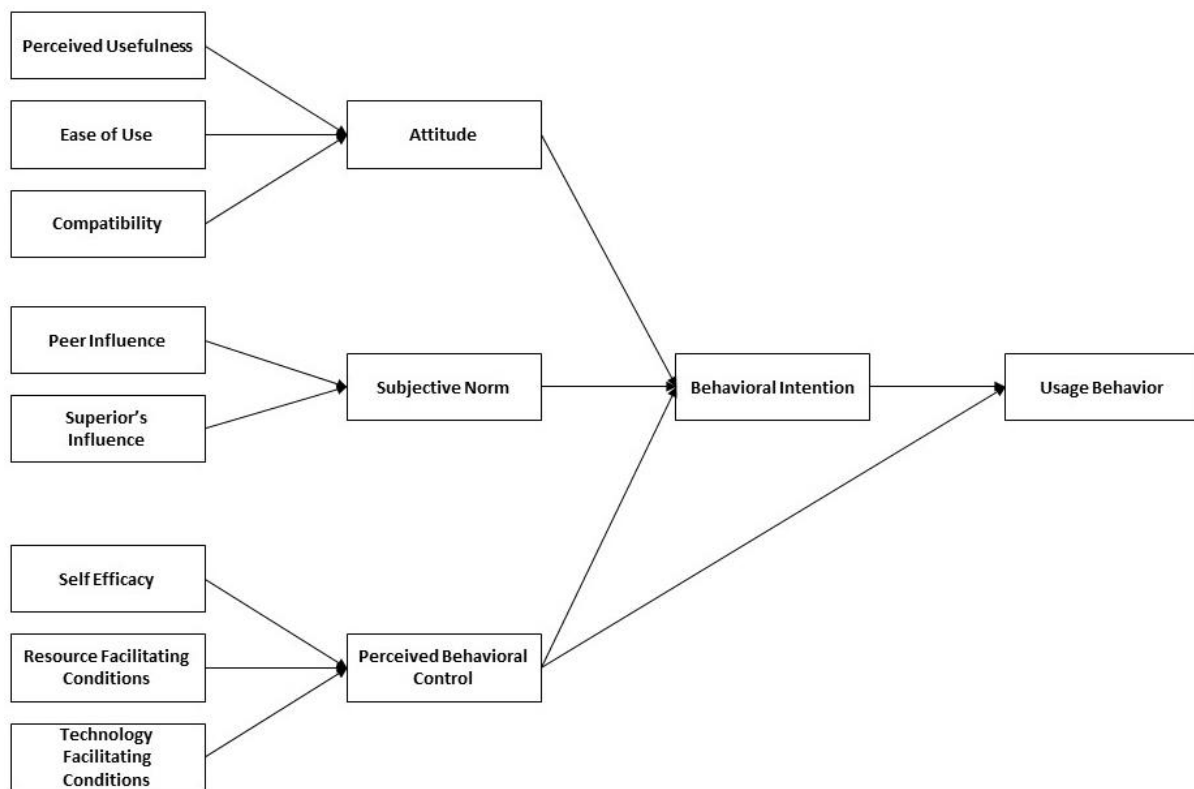 Perceived Usefulness
Ease of Use
Compatibility
Attitude
Peer Influence
Superior's
Influence
Subjective Norm
Behavioral Intention
Usage Behavior
Self Efficacy
Resource Facilitating
Conditions
Technology
Facilitating
Conditions
Perceived Behavioral
Control